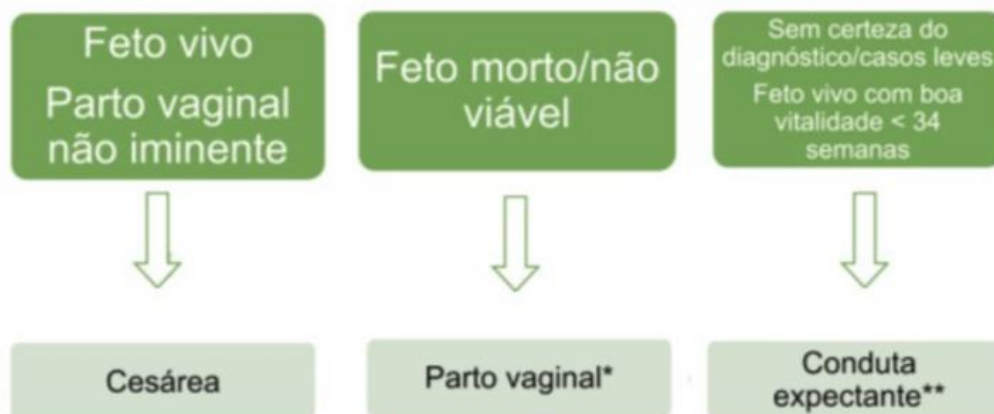 Feto vivo
Parto vaginal
não iminente
Feto morto/não
viável
Sem certeza do
diagnóstico/casos leves
Feto vivo com boa
vitalidade < 34
semanas
Cesárea
Parto vaginal*
Conduta
expectante**